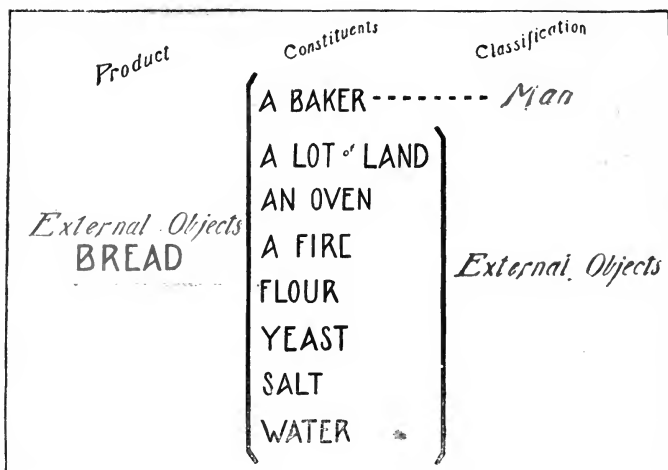 Product Constituents Classification
A BAKER -------- Man
A LOT of LAND
AN OVEN
External Objects
BREAD
A FIRE
External Objects
FLOUR
YEAST
SALT
WATER